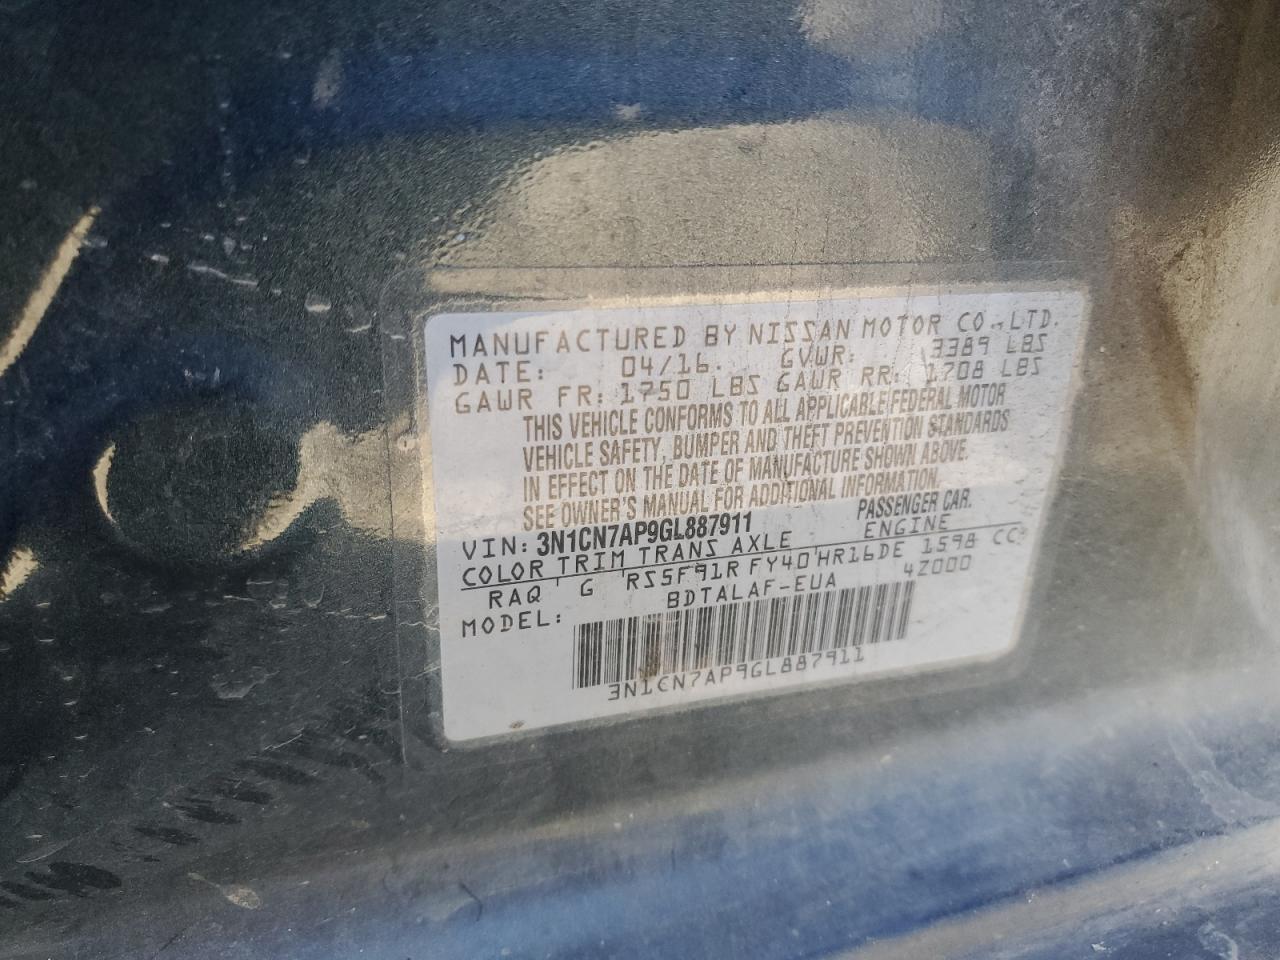 MANUFACTURED BY NISSAN MOTOR CO.,LTD.
DATE: 04/16. GVWR: 3389 LBS
GAWR FR: 1750 LBS GAWR RR: 1708 LBS
THIS VEHICLE CONFORMS TO ALL APPLICABLE FEDERAL MOTOR
VEHICLE SAFETY, BUMPER AND THEFT PREVENTION STANDARDS
IN EFFECT ON THE DATE OF MANUFACTURE SHOWN ABOVE.
SEE OWNER'S MANUAL FOR ADDITIONAL INFORMATION.
VIN: 3N1CN7AP9GL887911 PASSENGER CAR.
COLOR TRIM TRANS AXLE ENGINE
RAQ G RS5F91R FY40 HR16DE 1598 CC
MODEL: BDTALAF-EUA 4Z000
3N1CN7AP9GL887911